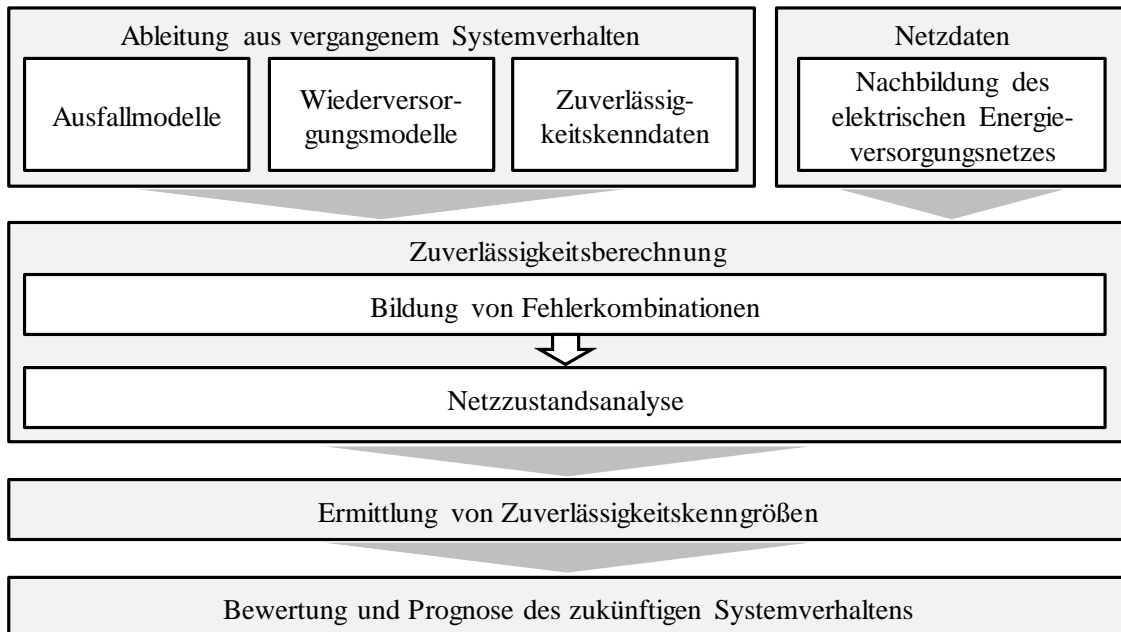 Ableitung aus vergangenem Systemverhalten
Ausfallmodelle
Wiederversor-
gungsmodelle
Zuverlässig-
keitskenndaten
Netzdaten
Nachbildung des
elektrischen Energie-
versorgungsnetzes
Zuverlässigkeitsberechnung
Bildung von Fehlerkombinationen
Netzzustandsanalyse
Ermittlung von Zuverlässigkeitskenngrößen
Bewertung und Prognose des zukünftigen Systemverhaltens